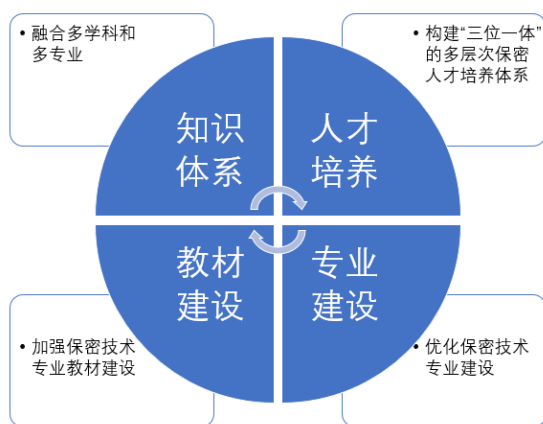 • 融合多学科和
多专业
• 构建“三位一体”
的多层次保密
人才培养体系
知识
体系
人才
培养
教材
建设
专业
建设
• 加强保密技术
专业教材建设
• 优化保密技术
专业建设